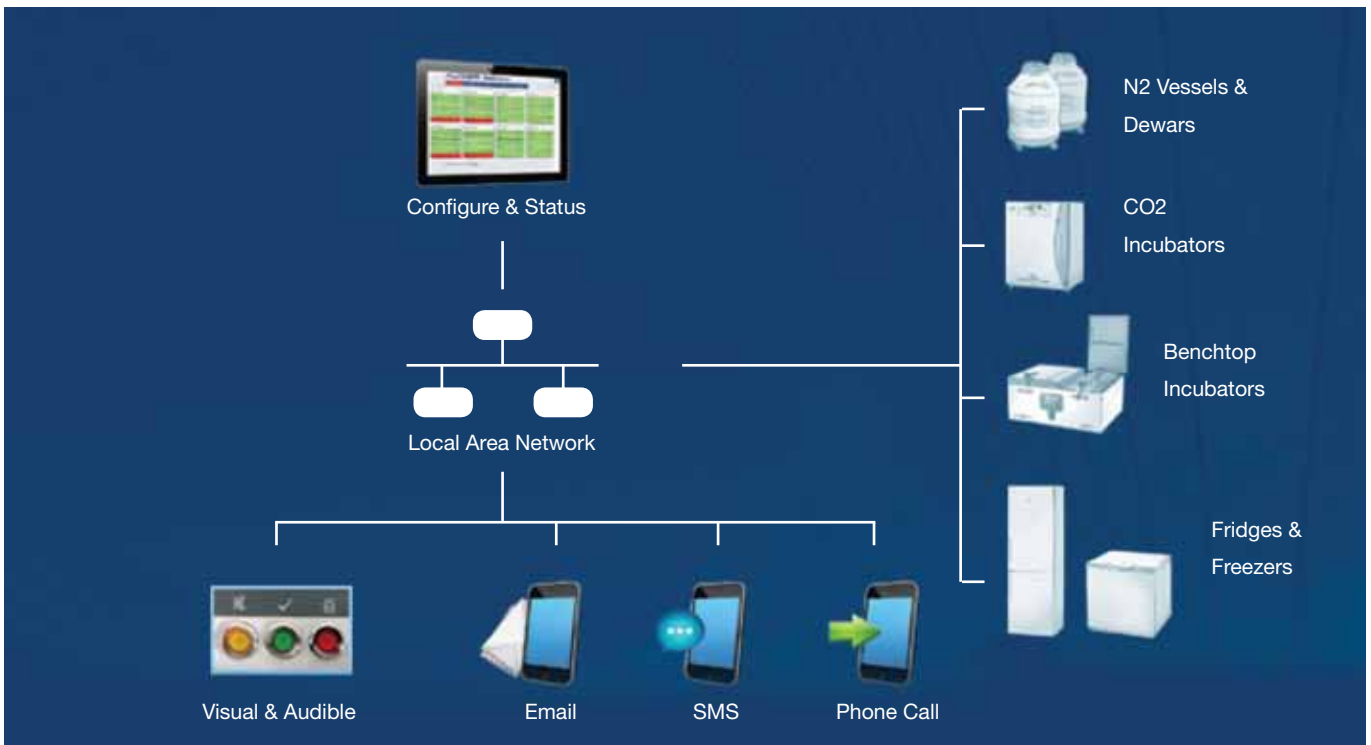 Configure & Status
Local Area Network
Visual & Audible
Email
SMS
Phone Call
N2 Vessels &
Dewars
CO2
Incubators
Benchtop
Incubators
Fridges &
Freezers